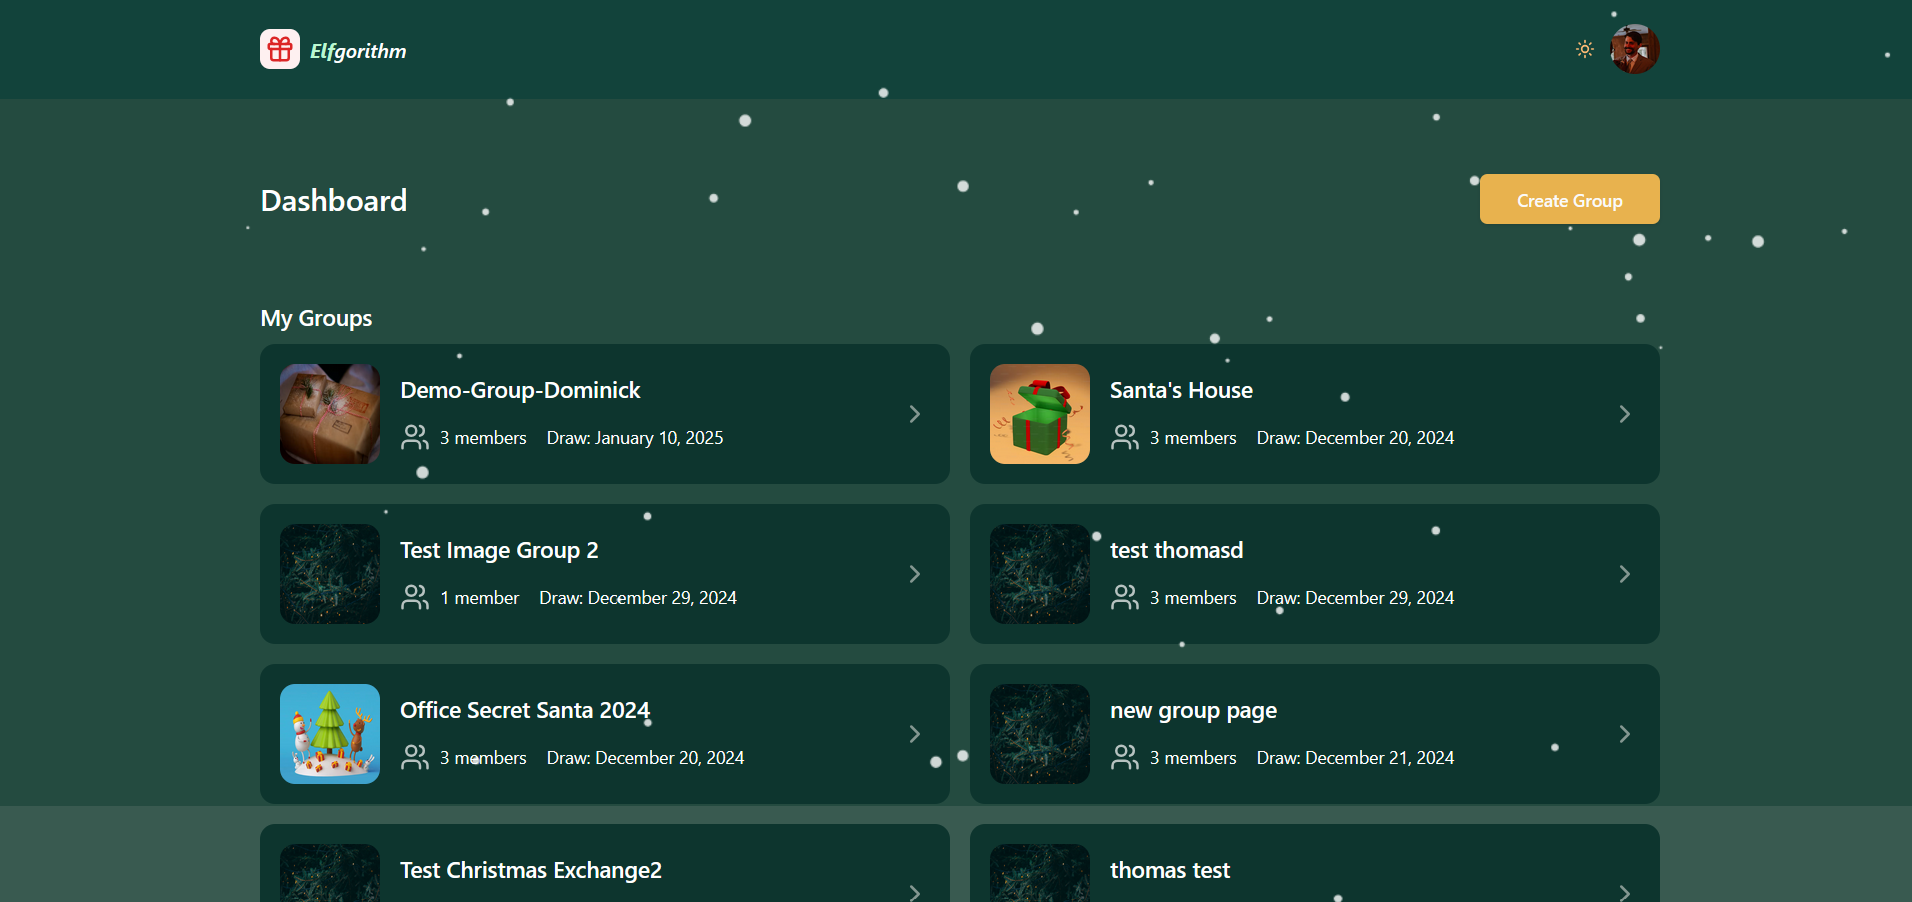 Elfgorithm
Dashboard
Create Group
My Groups
Demo-Group-Dominick
3 members Draw: January 10, 2025
Santa's House
3 members Draw: December 20, 2024
Test Image Group 2
1 member Draw: December 29, 2024
test thomasd
3 members Draw: December 29, 2024
Office Secret Santa 2024
3 members Draw: December 20, 2024
new group page
3 members Draw: December 21, 2024
Test Christmas Exchange2
thomas test